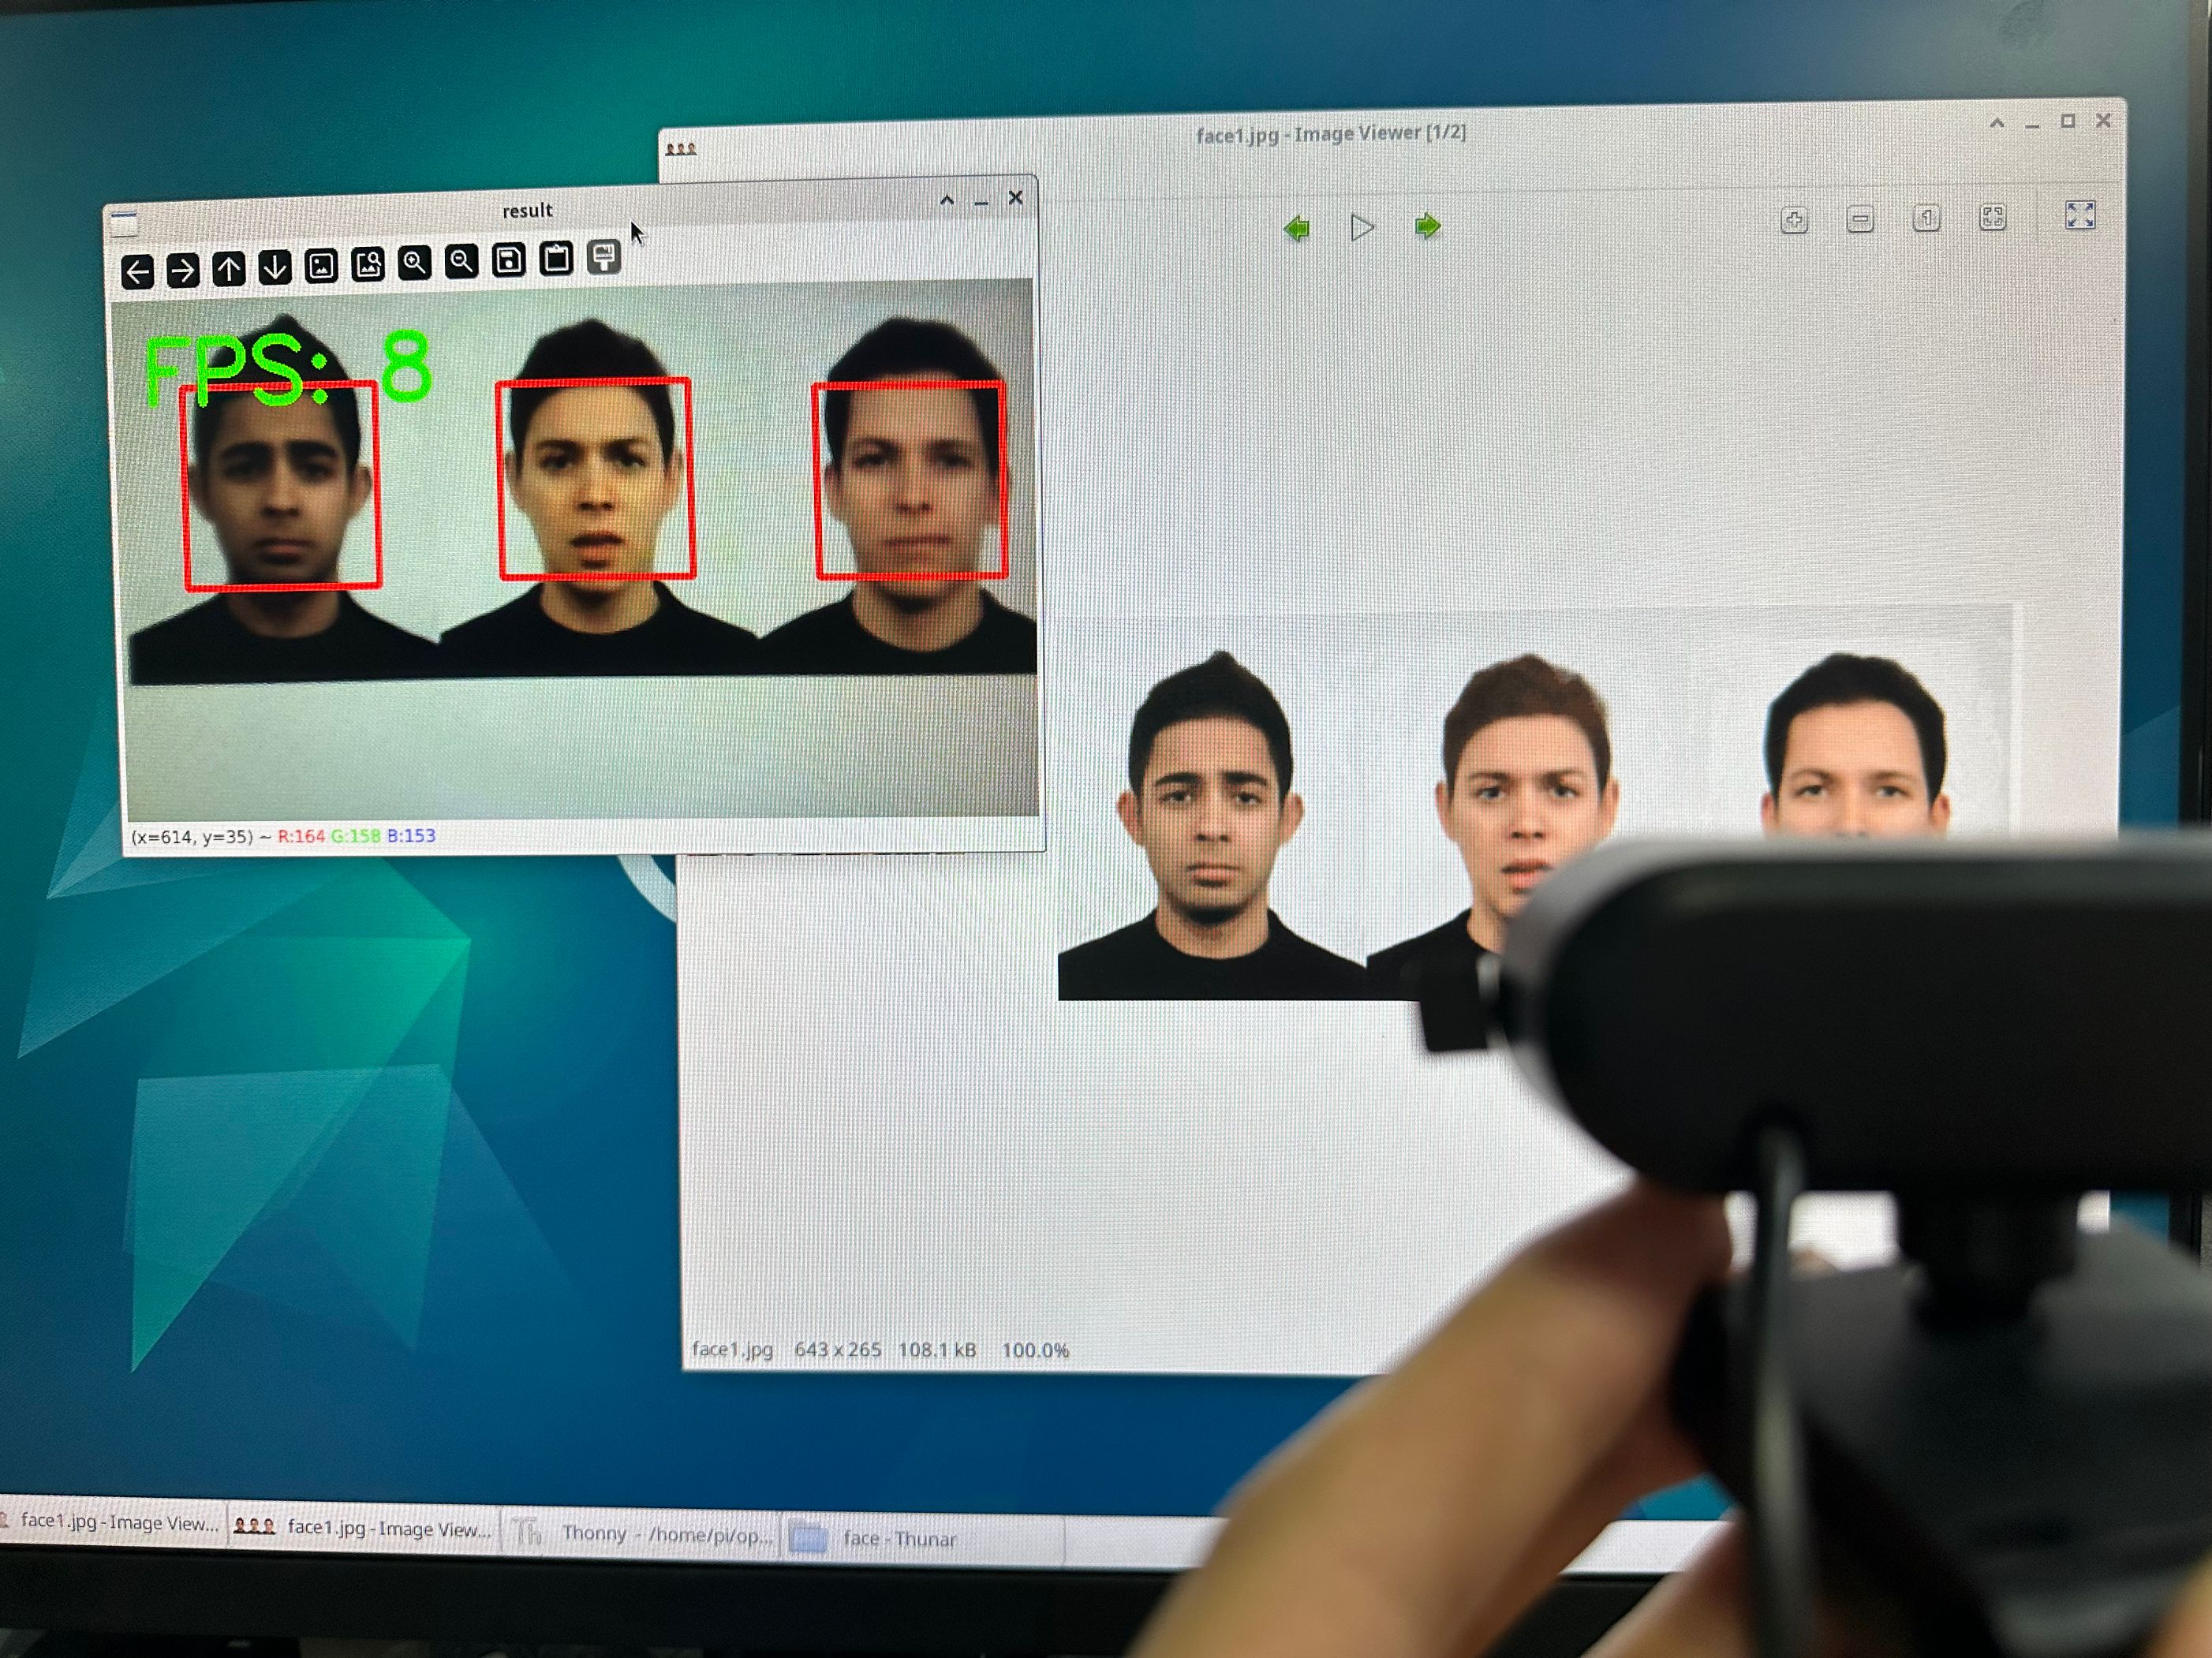 face1.jpg - Image Viewer [1/2]
result
FPS: 8
(x=614, y=35) ~ R:164 G:158 B:153
face1.jpg 643 x 265 108.1 kB 100.0%
face1.jpg - Image View...
face1.jpg - Image View...
Thonny - /home/pi/op...
face - Thunar